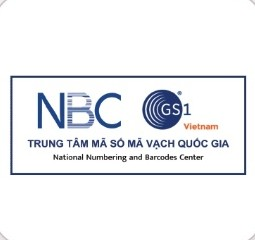 NBC GS1
Vietnam
TRUNG TÂM MÃ SỐ MÃ VẠCH QUỐC GIA
National Numbering and Barcodes Center